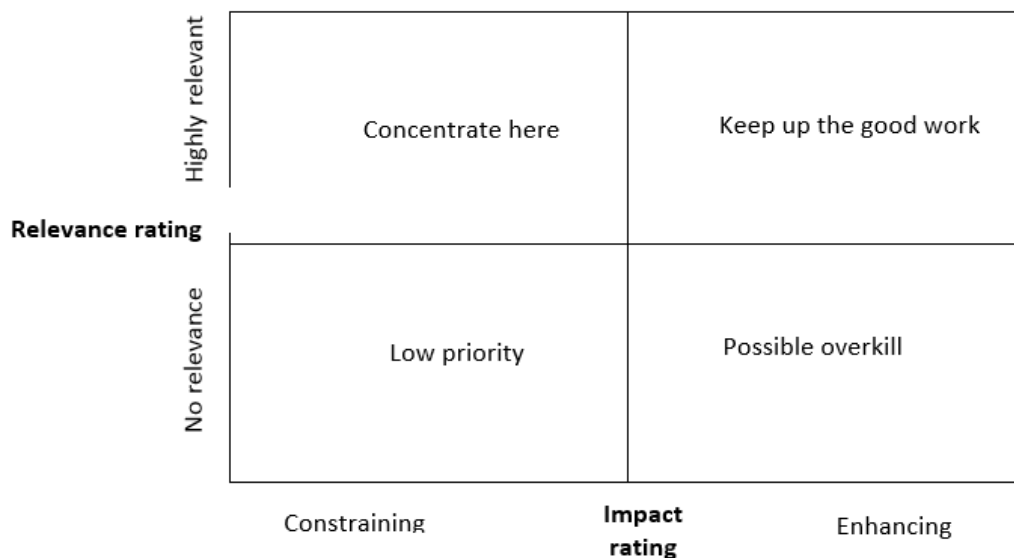 Highly relevant
Concentrate here
Keep up the good work
Relevance rating
No relevance
Low priority
Possible overkill
Constraining
Impact
rating
Enhancing